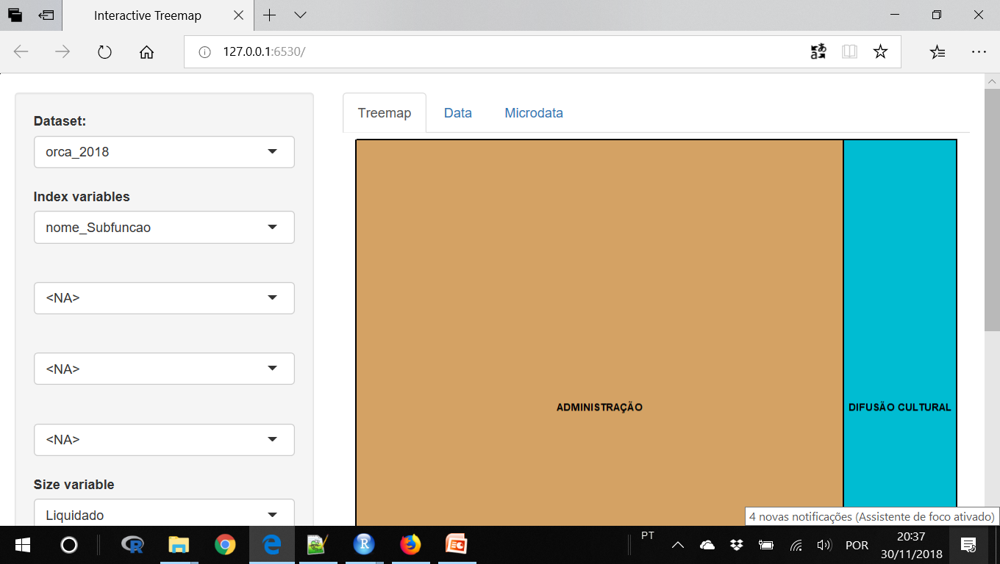 Interactive Treemap
127.0.0.1:6530/
Dataset:
orca_2018
Index variables
nome_Subfuncao
<NA>
<NA>
<NA>
Size variable
Liquidado
Treemap Data Microdata
ADMINISTRAÇÃO
DIFUSÃO CULTURAL
4 novas notificações (Assistente de foco ativado)
PT
POR
20:37
30/11/2018